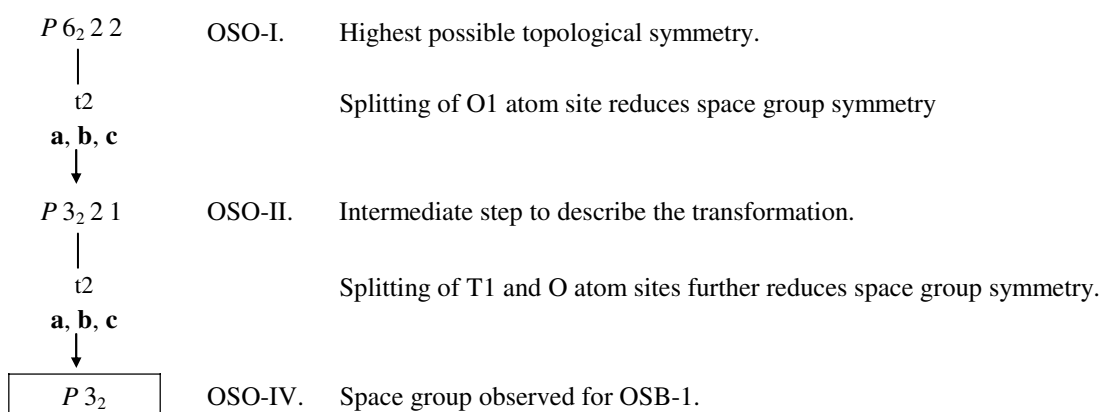 P 6₂ 2 2 OSO-I. Highest possible topological symmetry.
t2 Splitting of O1 atom site reduces space group symmetry
a, b, c
P 3₂ 2 1 OSO-II. Intermediate step to describe the transformation.
t2 Splitting of T1 and O atom sites further reduces space group symmetry.
a, b, c
P 3₂ OSO-IV. Space group observed for OSB-1.